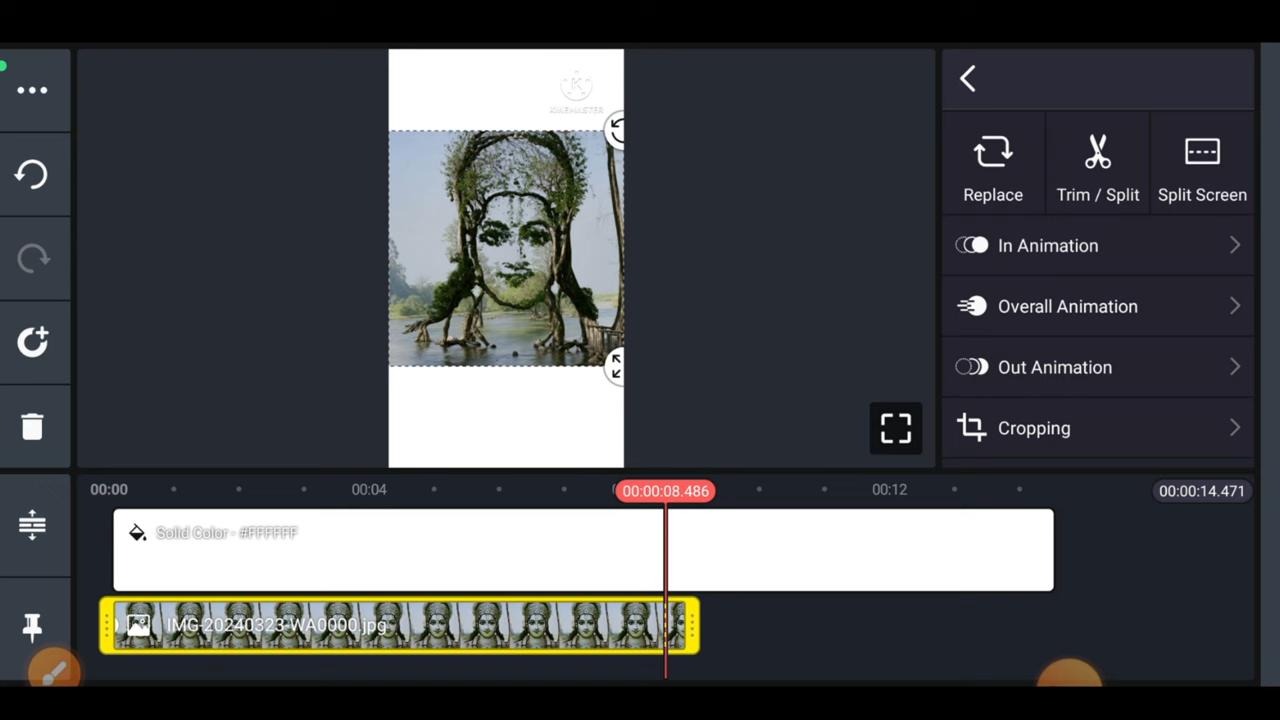 KINEMASTER
Replace
Trim / Split
Split Screen
In Animation
Overall Animation
Out Animation
Cropping
00:00
00:04
00:00:08.486
00:12
00:00:14.471
Solid Color - #FFFFFF
IMG-20240323-WA0000.jpg